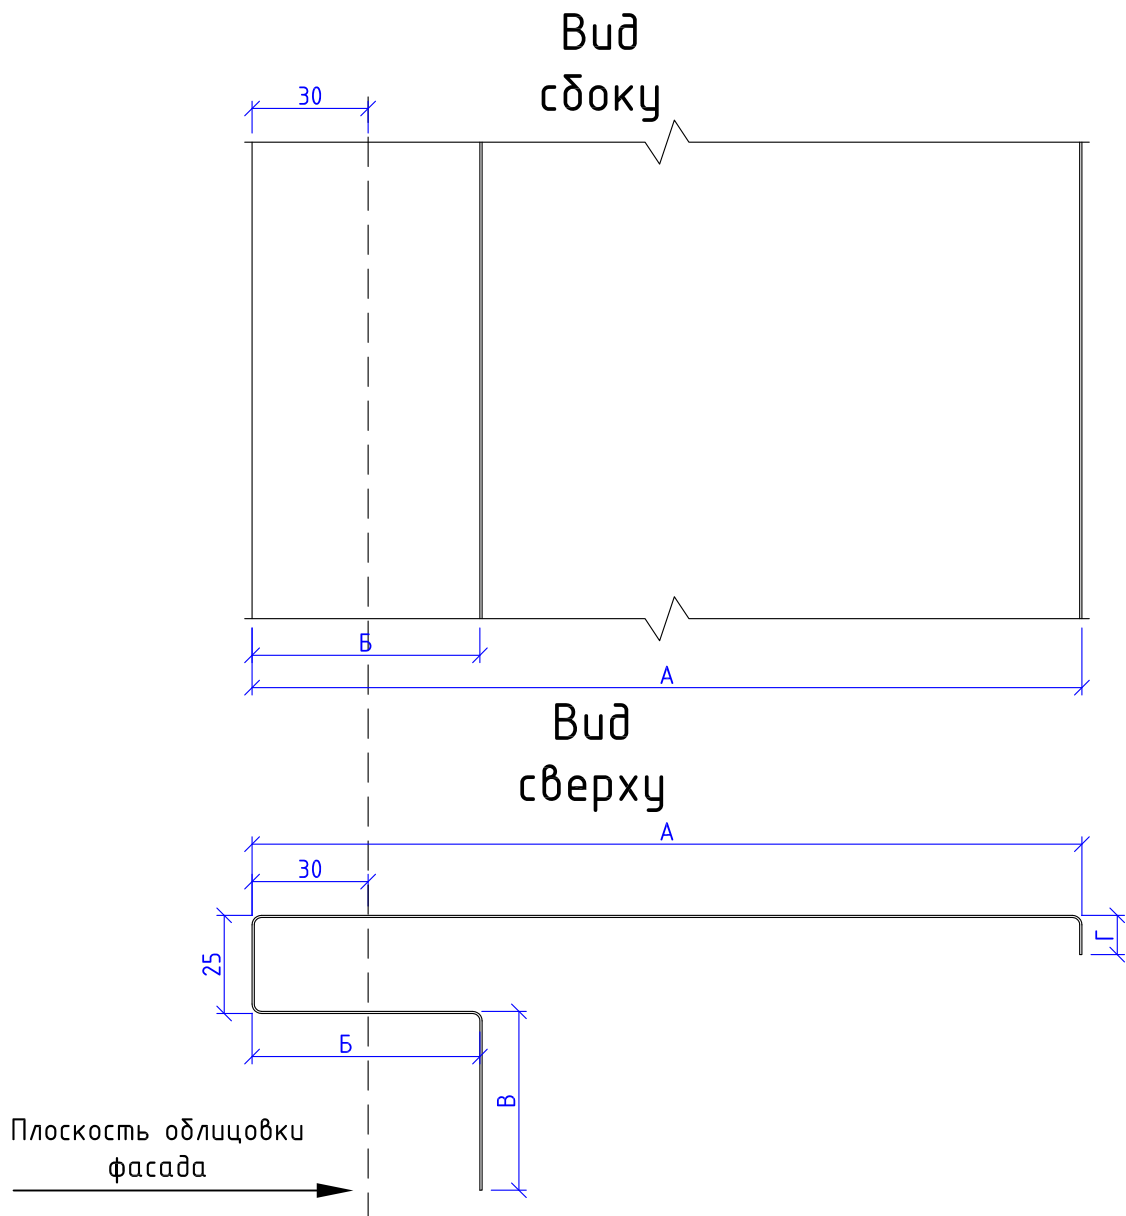 Вид
сбоку
30
Б
А
Вид
сверху
А
30
Г
25
Б
В
Плоскость облицовки
фасада